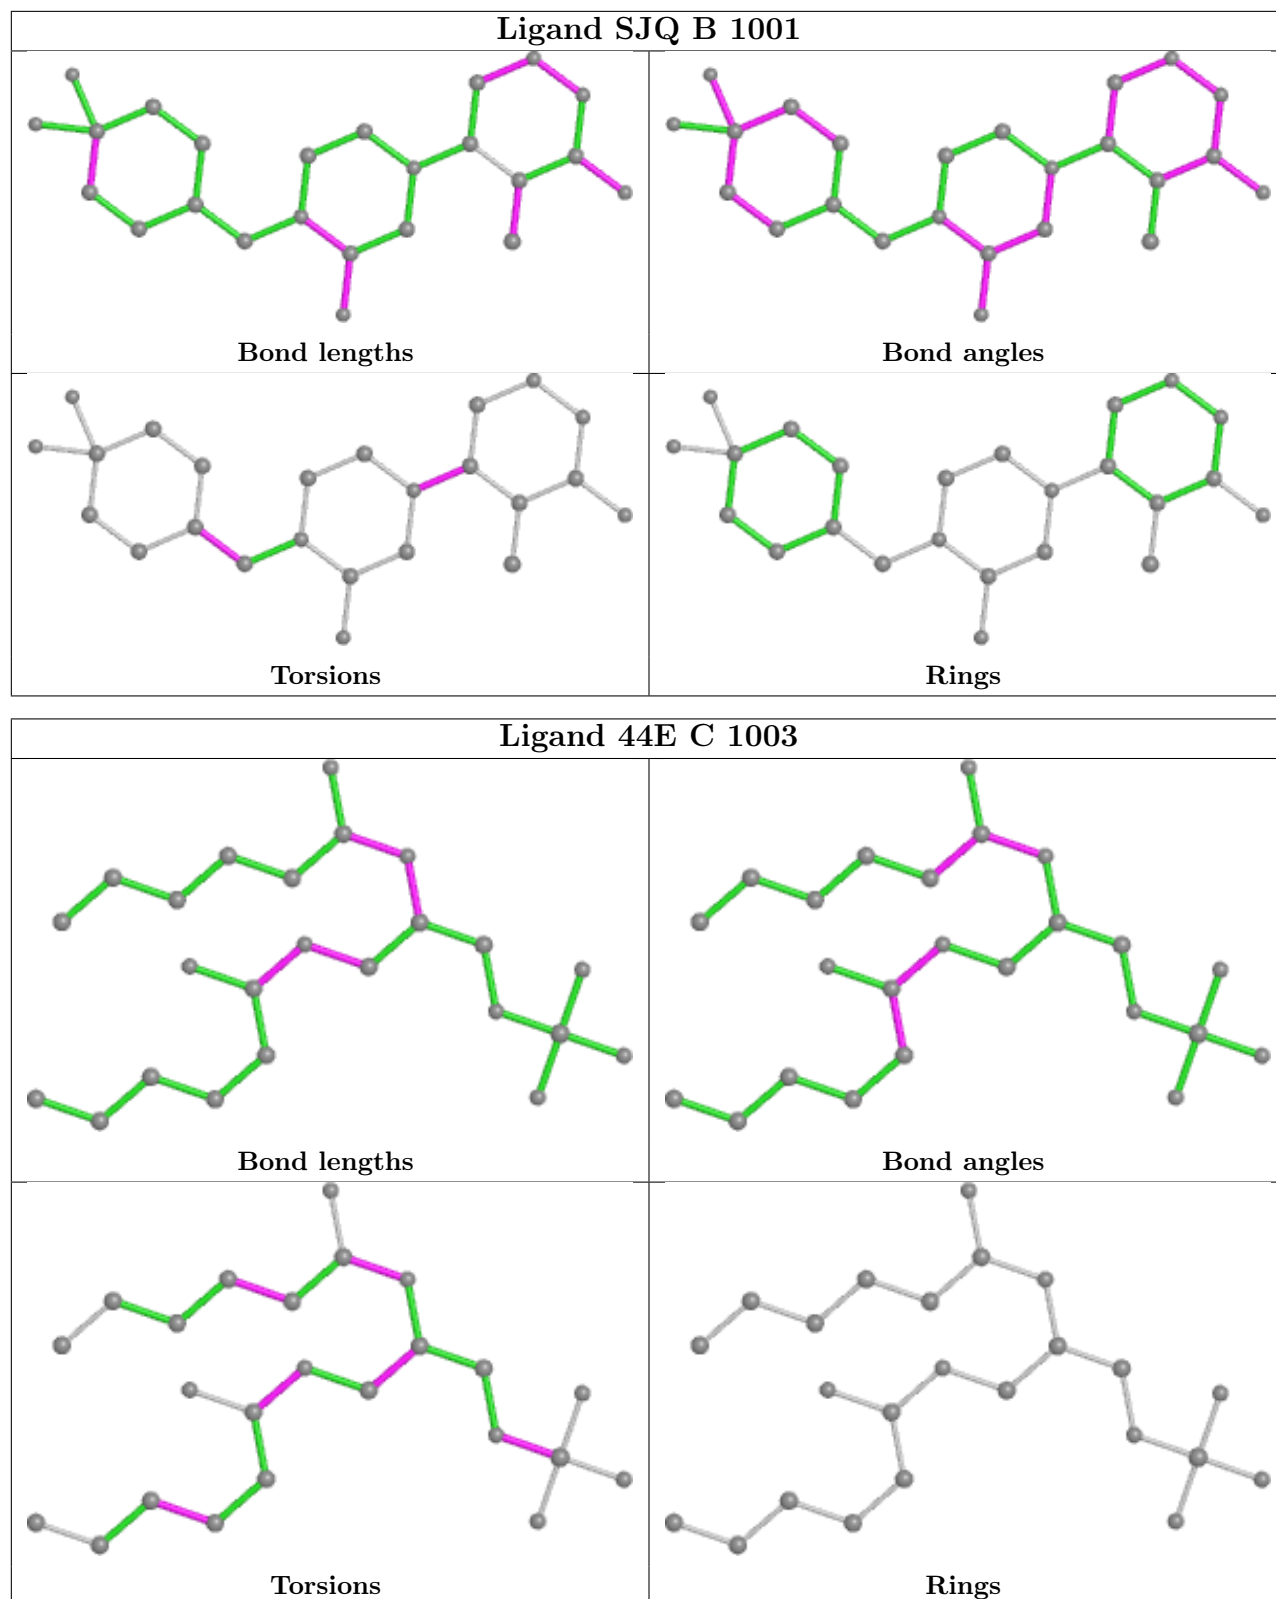 Ligand SJQ B 1001
Bond lengths
Bond angles
Torsions
Rings
Ligand 44E C 1003
Bond lengths
Bond angles
Torsions
Rings